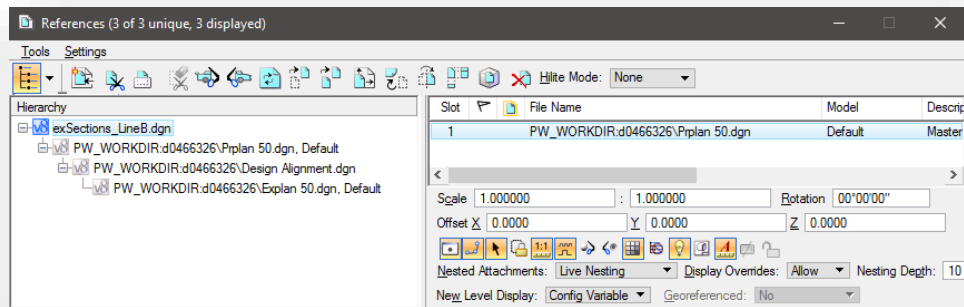 References (3 of 3 unique, 3 displayed)
Tools Settings
Hilite Mode: None
Hierarchy
Slot File Name Model Descrip
exSections_LineB.dgn
1 PW_WORKDIR:d0466326\Prplan 50.dgn Default Master
PW_WORKDIR:d0466326\Prplan 50.dgn, Default
PW_WORKDIR:d0466326\Design Alignment.dgn
PW_WORKDIR:d0466326\Explan 50.dgn, Default
Scale 1.000000 : 1.000000 Rotation 00°00'00"
Offset X 0.0000 Y 0.0000 Z 0.0000
1:1 A
Nested Attachments: Live Nesting Display Overrides: Allow Nesting Depth: 10
New Level Display: Config Variable Georeferenced: No